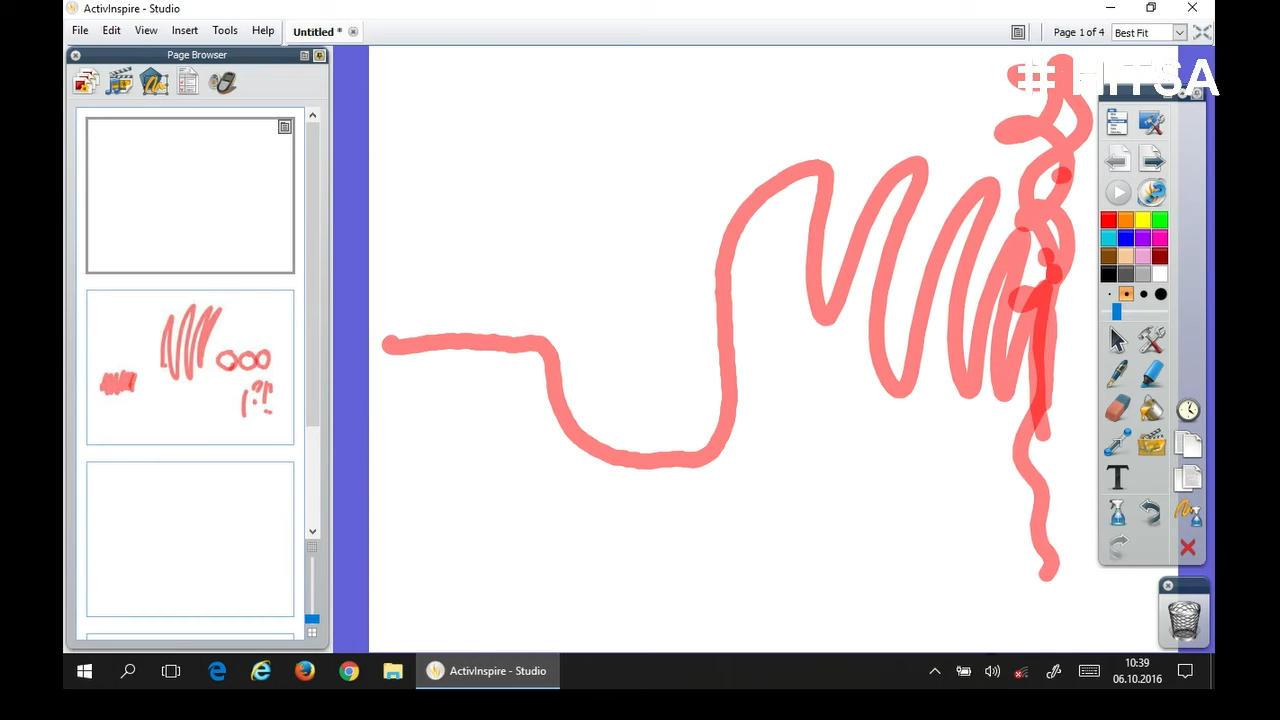 ActivInspire - Studio
File Edit View Insert Tools Help Untitled * Page 1 of 4 Best Fit
Page Browser
# HITSA
!?!
T
ActivInspire - Studio
10:39
06.10.2016